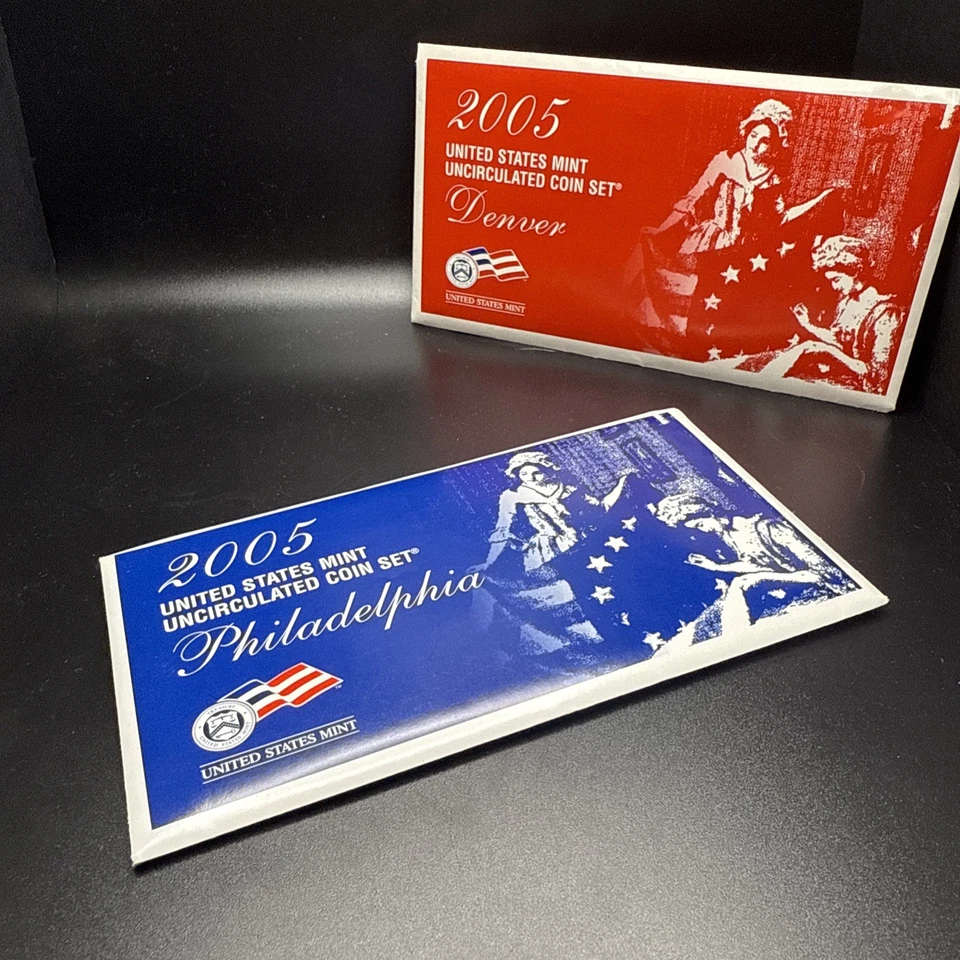 2005
UNITED STATES MINT
UNCIRCULATED COIN SET®
Denver
UNITED STATES MINT
2005
UNITED STATES MINT
UNCIRCULATED COIN SET®
Philadelphia
™
UNITED STATES MINT